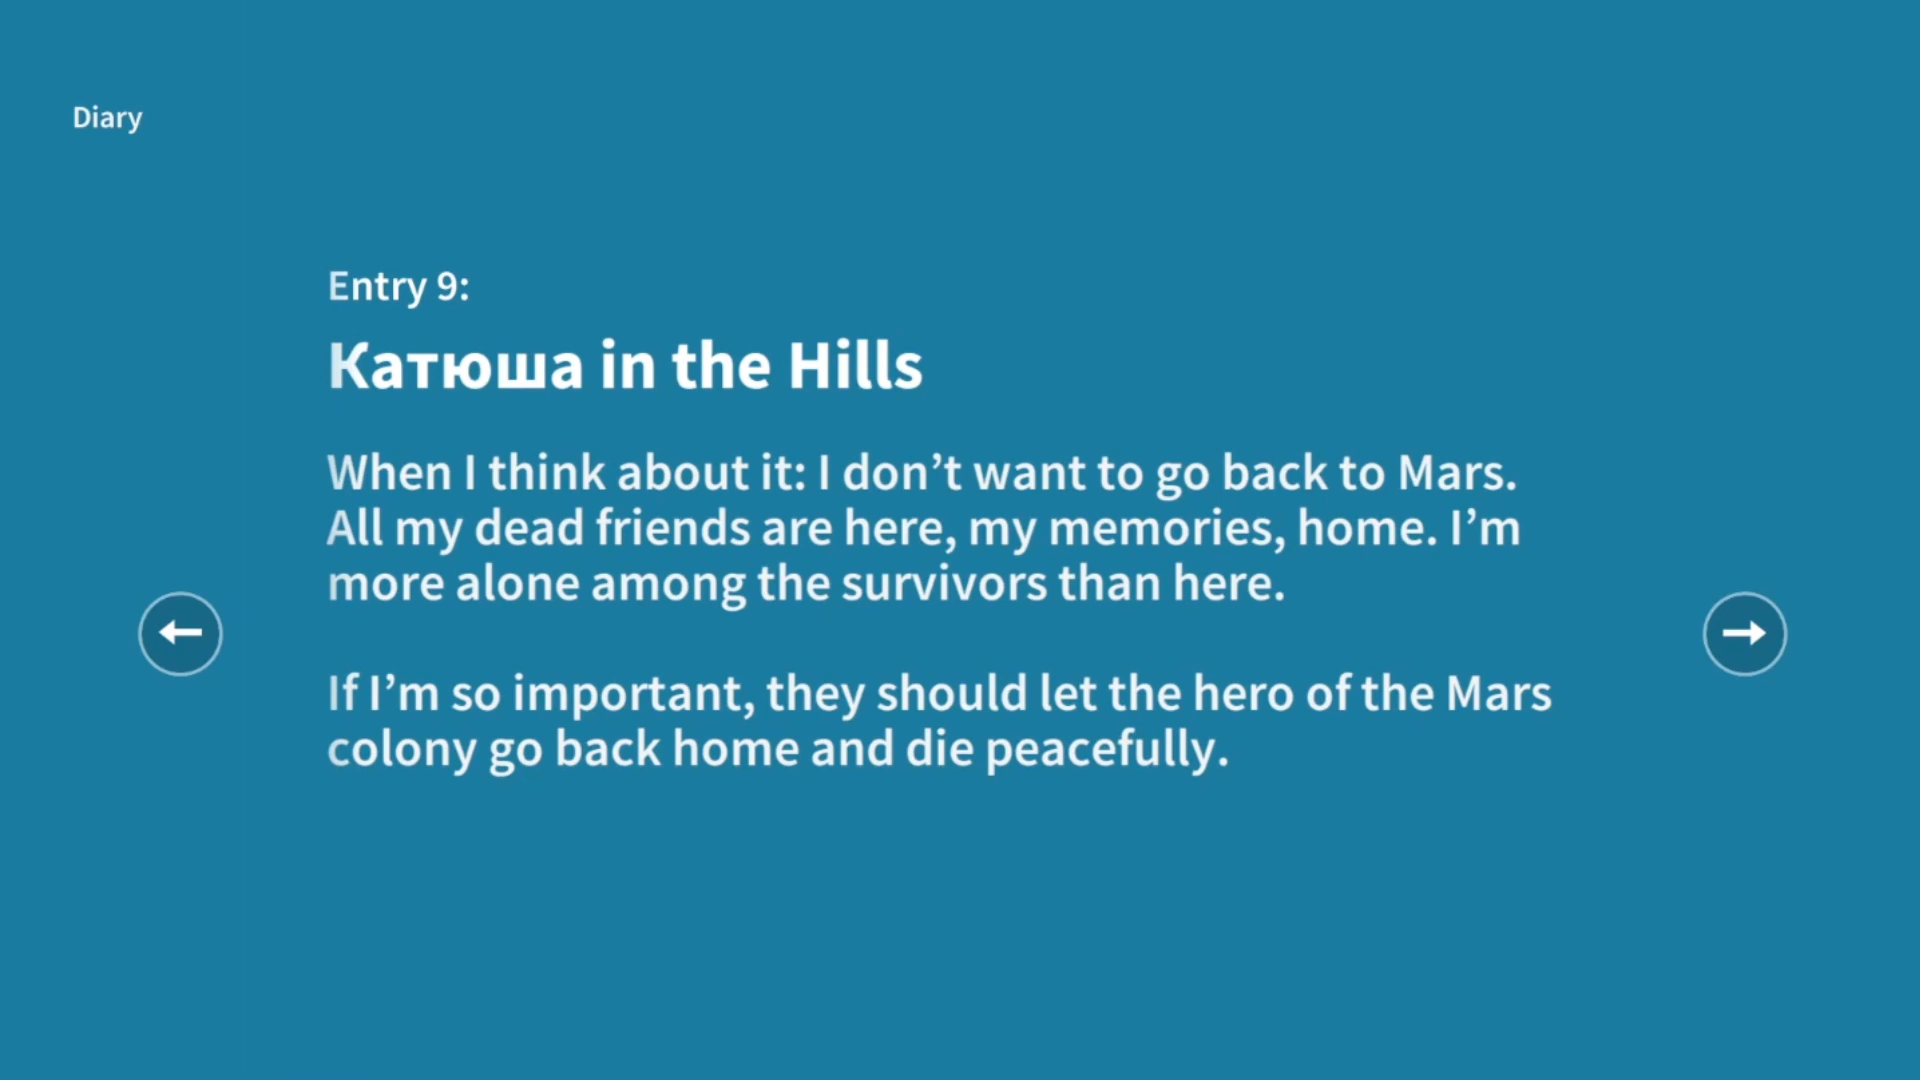 Diary
Entry 9:
Катюша in the Hills
When I think about it: I don’t want to go back to Mars.
All my dead friends are here, my memories, home. I’m
more alone among the survivors than here.
If I’m so important, they should let the hero of the Mars
colony go back home and die peacefully.